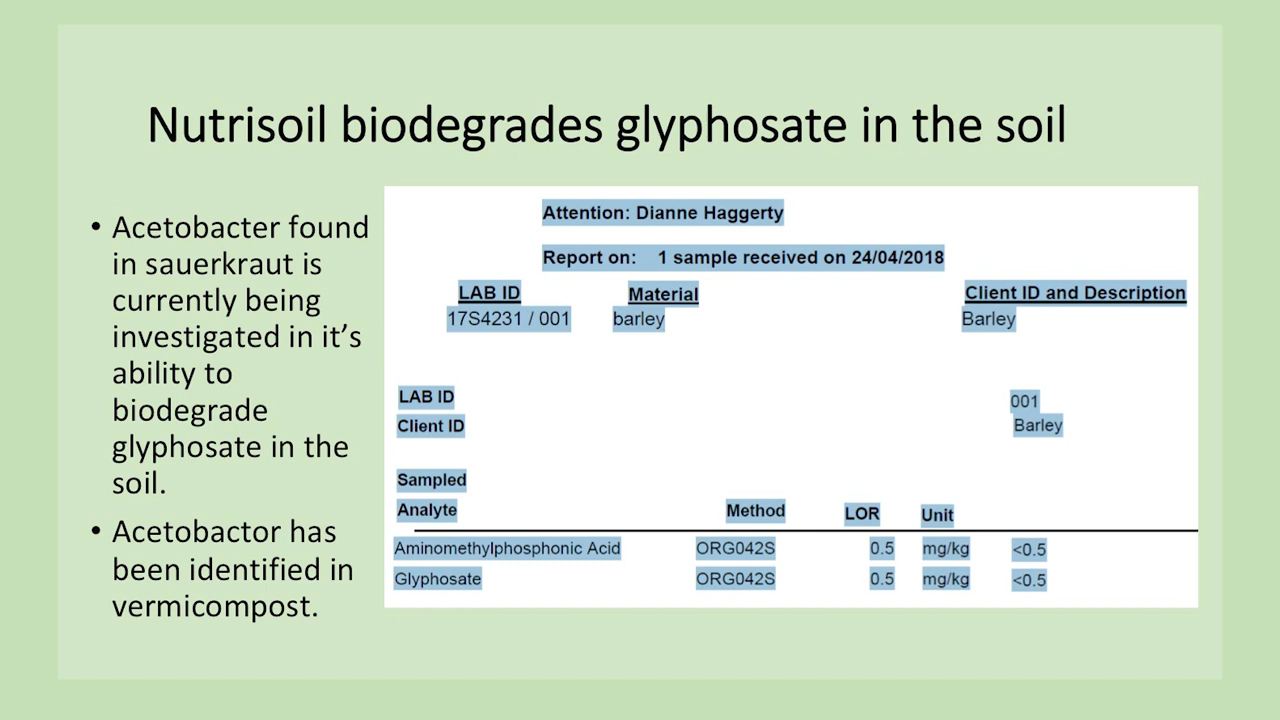 Nutrisoil biodegrades glyphosate in the soil
• Acetobacter found
in sauerkraut is
currently being
investigated in it's
ability to
biodegrade
glyphosate in the
soil.
• Acetobactor has
been identified in
vermicompost.
Attention: Dianne Haggerty
Report on: 1 sample received on 24/04/2018
LAB ID Material Client ID and Description
17S4231 / 001 barley Barley
LAB ID 001
Client ID Barley
Sampled
Analyte Method LOR Unit
Aminomethylphosphonic Acid ORG042S 0.5 mg/kg <0.5
Glyphosate ORG042S 0.5 mg/kg <0.5